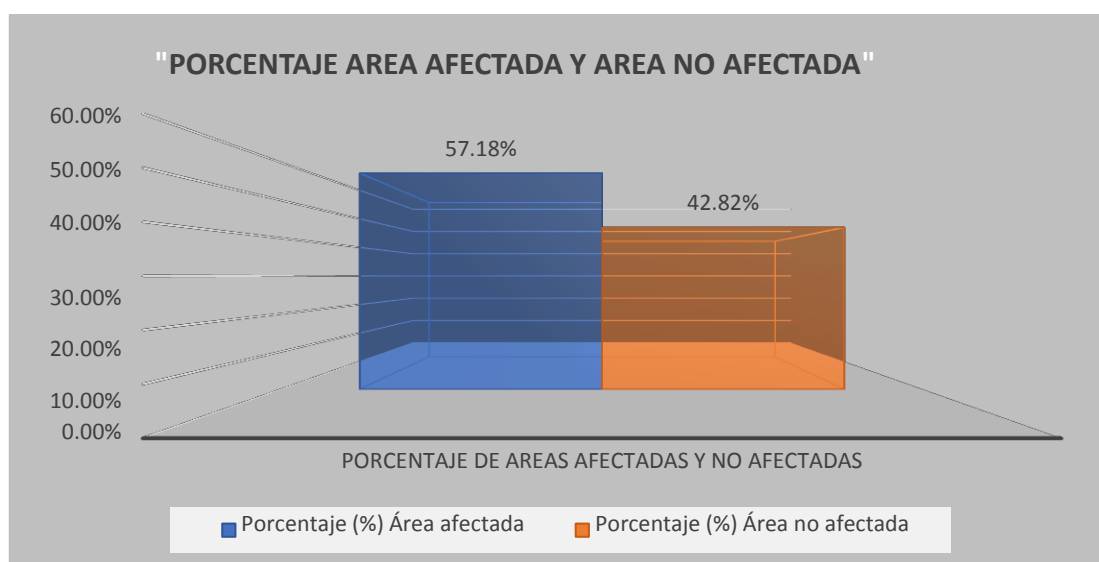 "PORCENTAJE AREA AFECTADA Y AREA NO AFECTADA"
60.00%
50.00%
40.00%
30.00%
20.00%
10.00%
0.00%
57.18%
42.82%
PORCENTAJE DE AREAS AFECTADAS Y NO AFECTADAS
Porcentaje (%) Área afectada
Porcentaje (%) Área no afectada